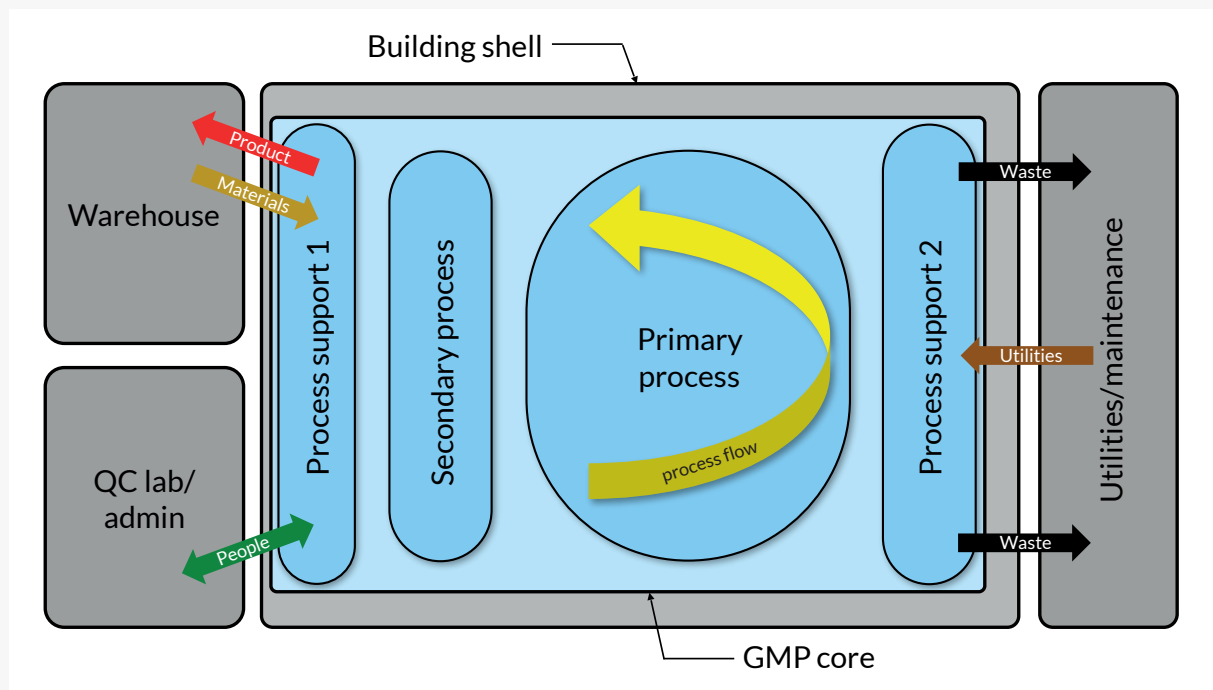 Building shell
Product
Materials
Warehouse
Process support 1
Secondary process
Primary
process
process flow
Process support 2
Waste
Utilities
Waste
Utilities/maintenance
QC lab/
admin
People
GMP core